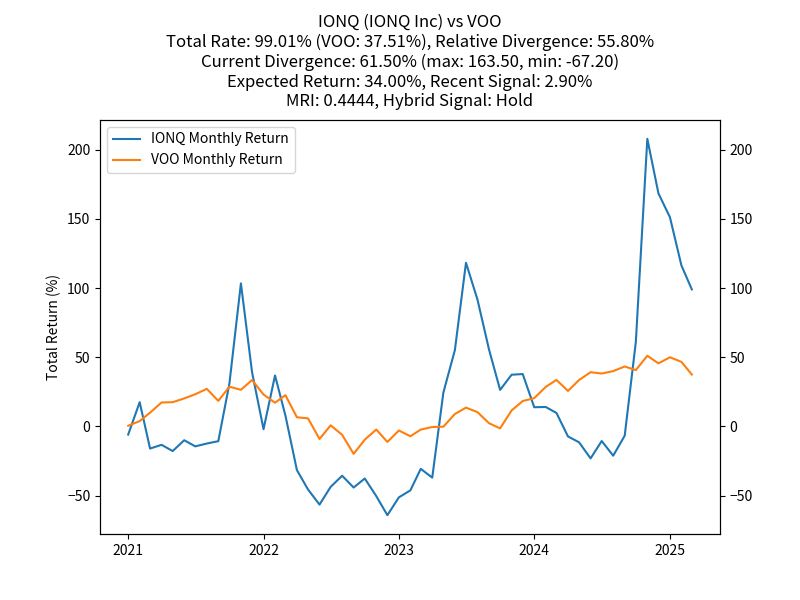 IONQ (IONQ Inc) vs VOO
Total Rate: 99.01% (VOO: 37.51%), Relative Divergence: 55.80%
Current Divergence: 61.50% (max: 163.50, min: -67.20)
Expected Return: 34.00%, Recent Signal: 2.90%
MRI: 0.4444, Hybrid Signal: Hold
IONQ Monthly Return
VOO Monthly Return
Total Return (%)
200
150
100
50
0
−50
200
150
100
50
0
−50
2021 2022 2023 2024 2025